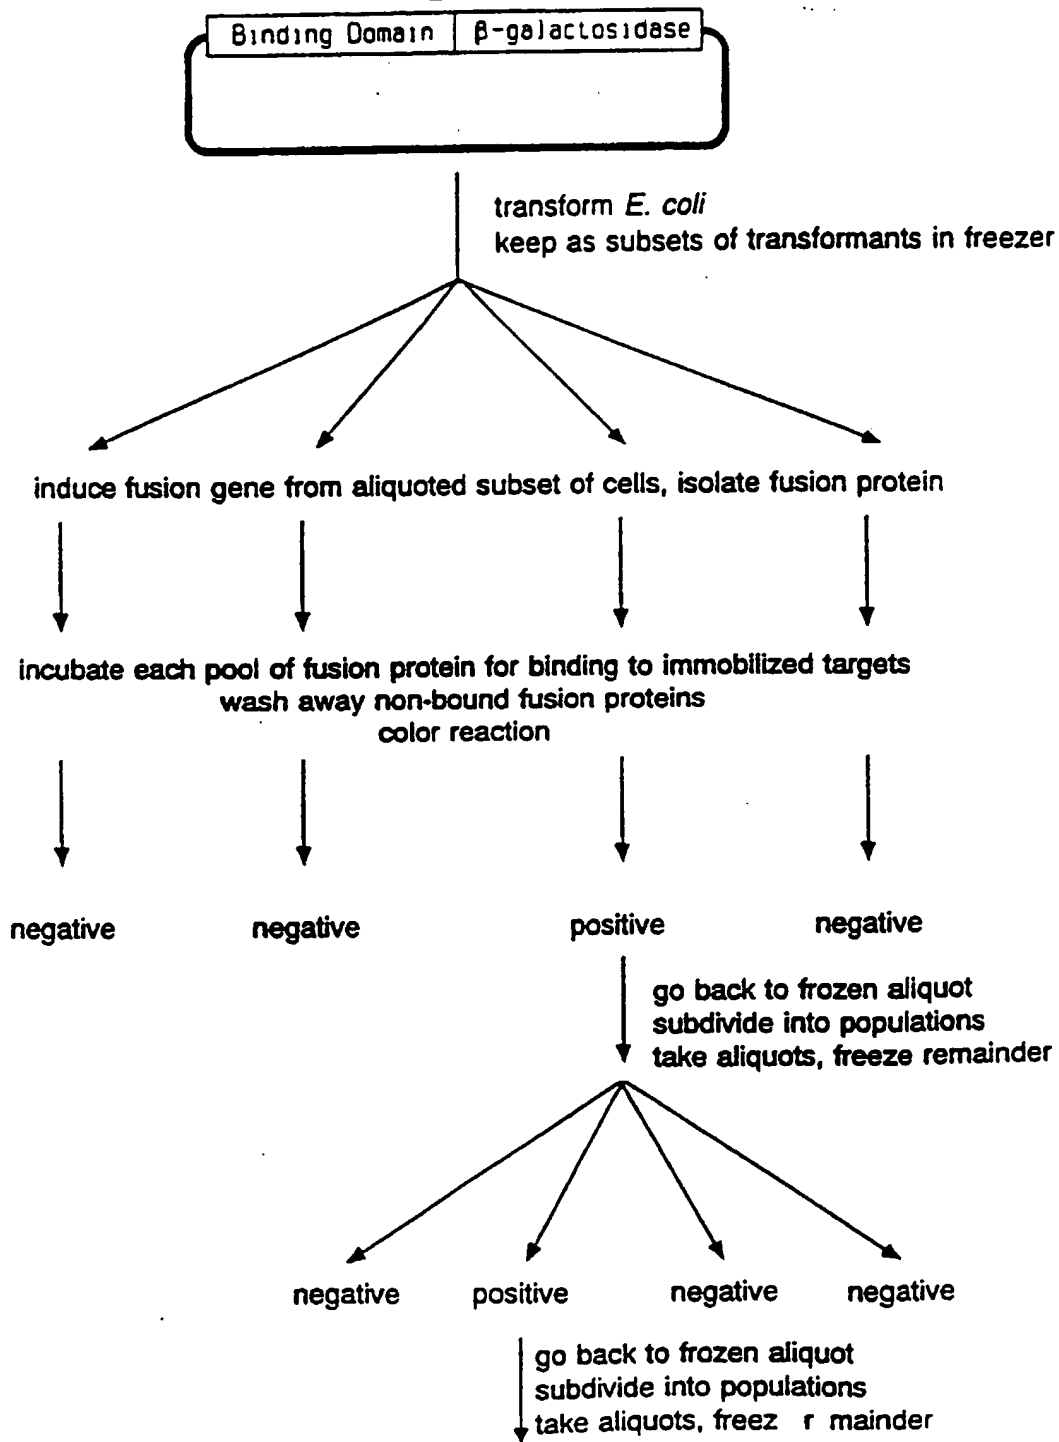 Binding Domain β-galactosidase
transform E. coli
keep as subsets of transformants in freezer
induce fusion gene from aliquoted subset of cells, isolate fusion protein
incubate each pool of fusion protein for binding to immobilized targets
wash away non-bound fusion proteins
color reaction
negative negative positive negative
go back to frozen aliquot
subdivide into populations
take aliquots, freeze remainder
negative positive negative negative
go back to frozen aliquot
subdivide into populations
take aliquots, freez r mainder